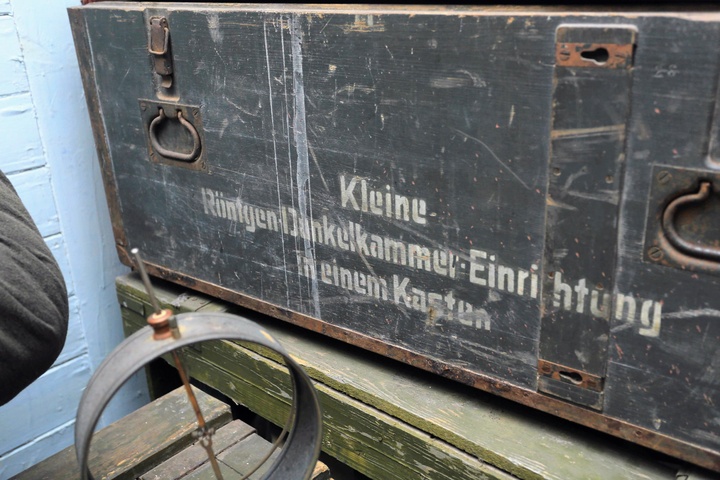 Kleine
Röntgen-Dunkelkammer-Einrichtung
in einem Kasten